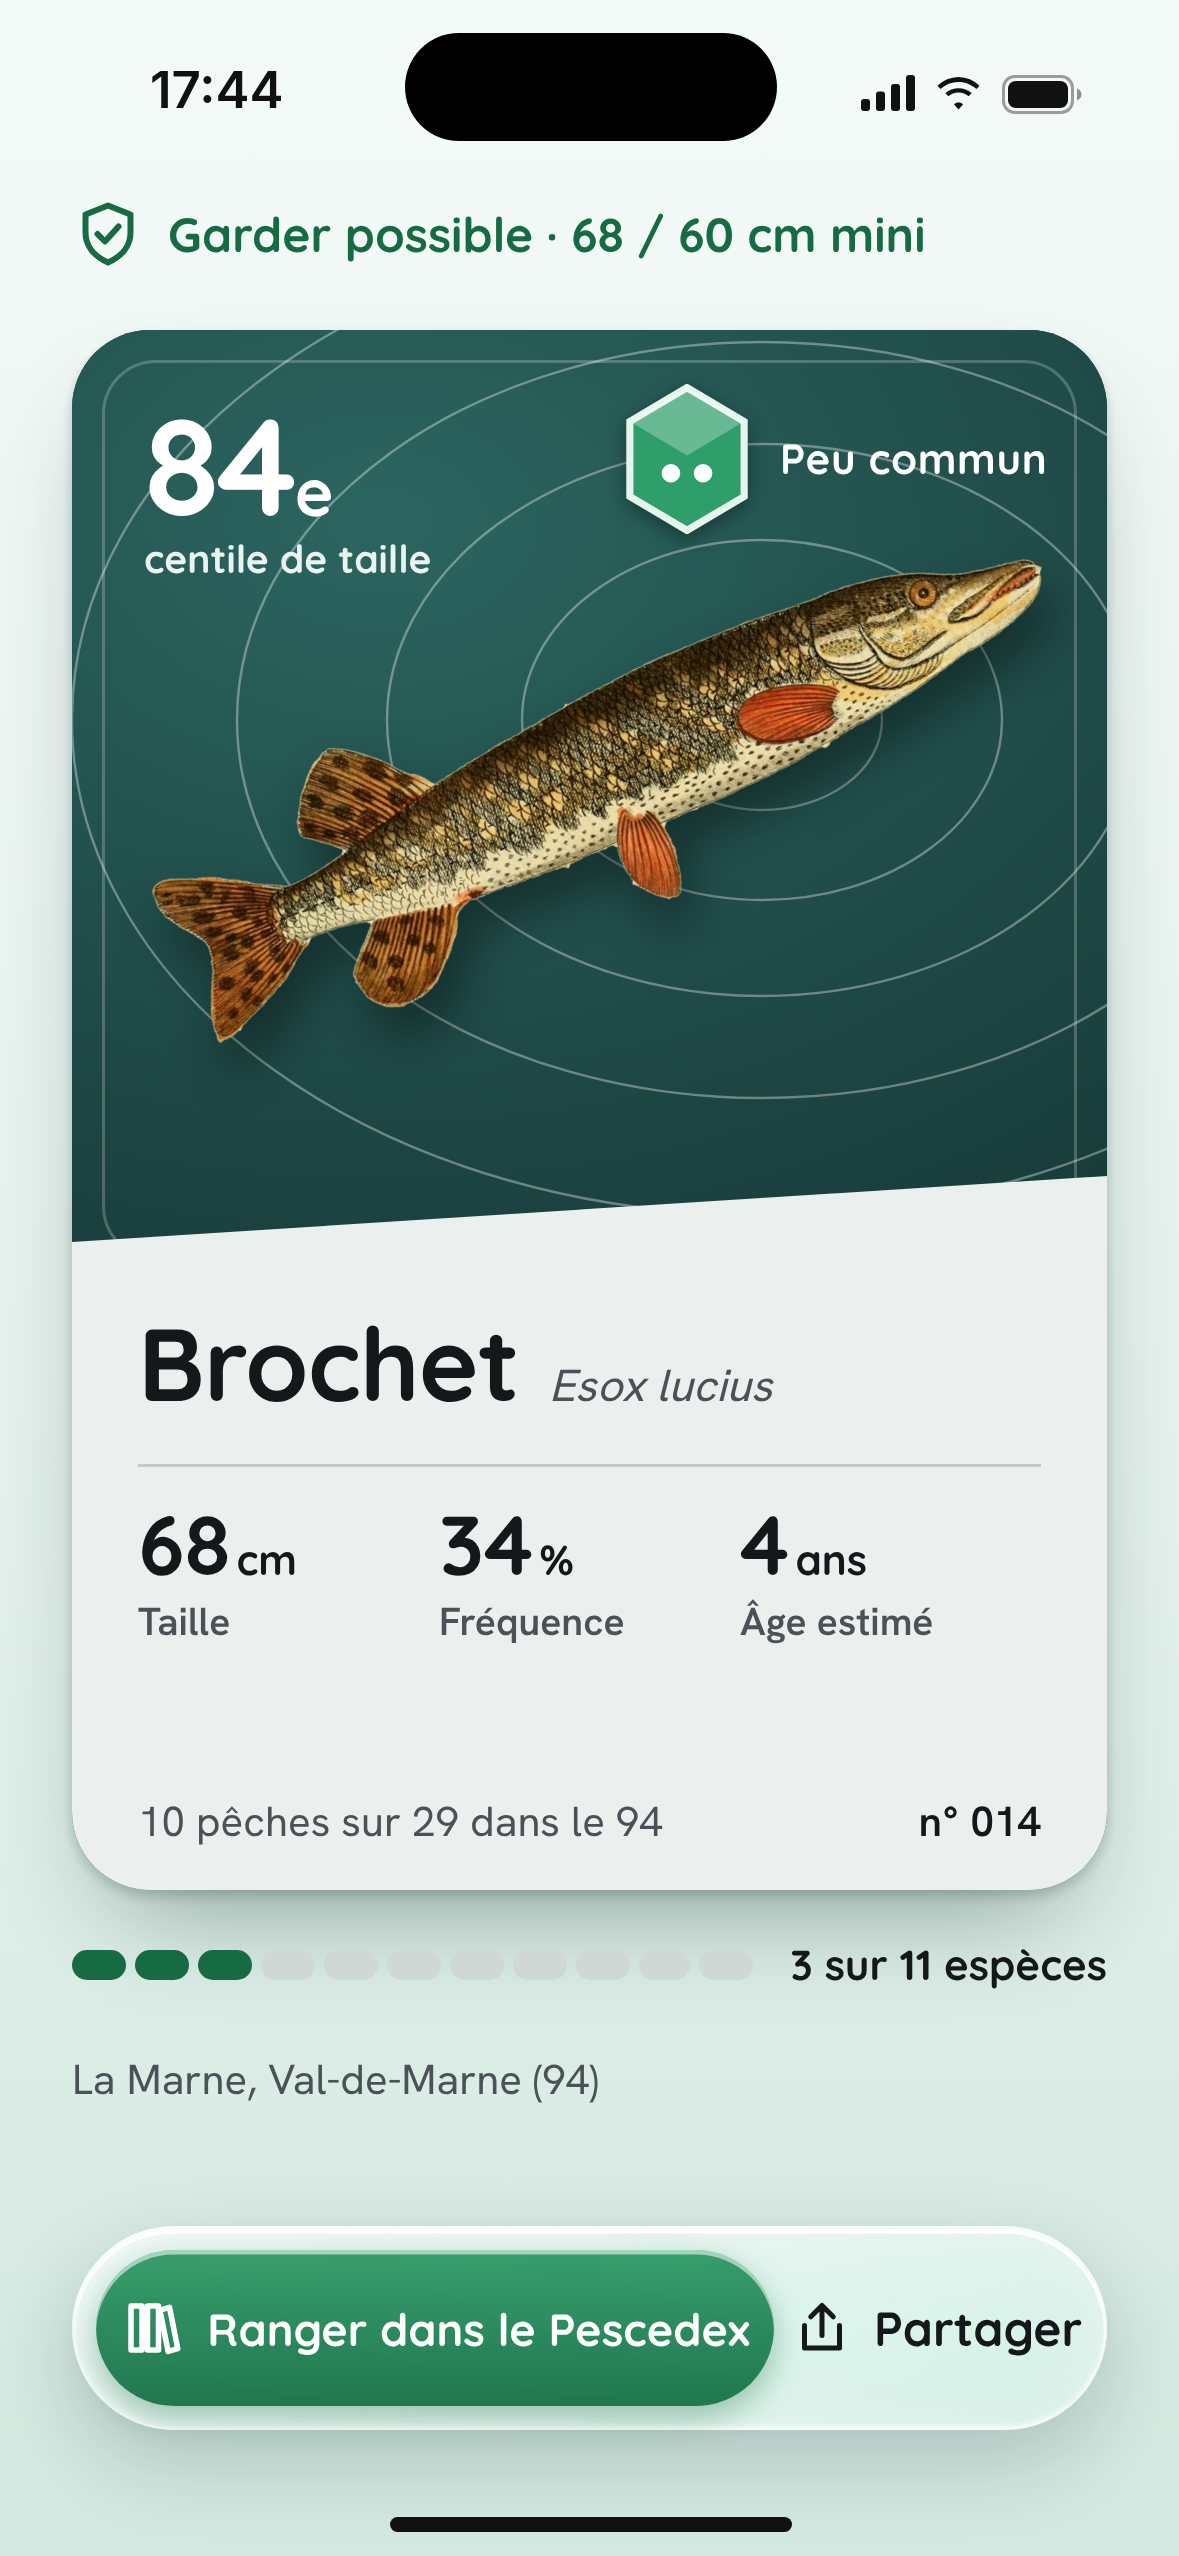 17:44
Garder possible · 68 / 60 cm mini
84e
Peu commun
centile de taille
Brochet Esox lucius
68 cm 34 % 4 ans
Taille Fréquence Âge estimé
10 pêches sur 29 dans le 94 n° 014
3 sur 11 espèces
La Marne, Val-de-Marne (94)
Ranger dans le Pescedex Partager